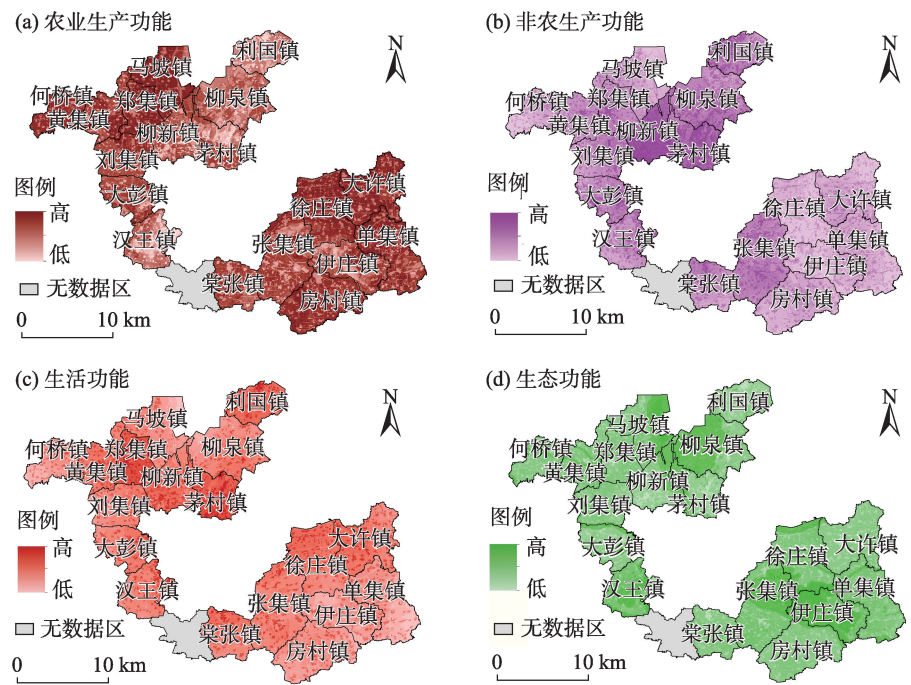 (a) 农业生产功能
N
利国镇
马坡镇
何桥镇
郑集镇
柳泉镇
黄集镇
柳新镇
茅村镇
刘集镇
图例
高
低
大彭镇
汉王镇
大许镇
徐庄镇
张集镇
单集镇
伊庄镇
棠张镇
房村镇
无数据区
0 10 km
(b) 非农生产功能
N
利国镇
马坡镇
何桥镇
郑集镇
柳泉镇
黄集镇
柳新镇
茅村镇
刘集镇
图例
高
低
大彭镇
汉王镇
大许镇
徐庄镇
张集镇
单集镇
伊庄镇
棠张镇
房村镇
无数据区
0 10 km
(c) 生活功能
N
利国镇
马坡镇
何桥镇
郑集镇
柳泉镇
黄集镇
柳新镇
茅村镇
刘集镇
图例
高
低
大彭镇
汉王镇
大许镇
徐庄镇
张集镇
单集镇
伊庄镇
棠张镇
房村镇
无数据区
0 10 km
(d) 生态功能
N
利国镇
马坡镇
何桥镇
郑集镇
柳泉镇
黄集镇
柳新镇
茅村镇
刘集镇
图例
高
低
大彭镇
汉王镇
大许镇
徐庄镇
张集镇
单集镇
伊庄镇
棠张镇
房村镇
无数据区
0 10 km